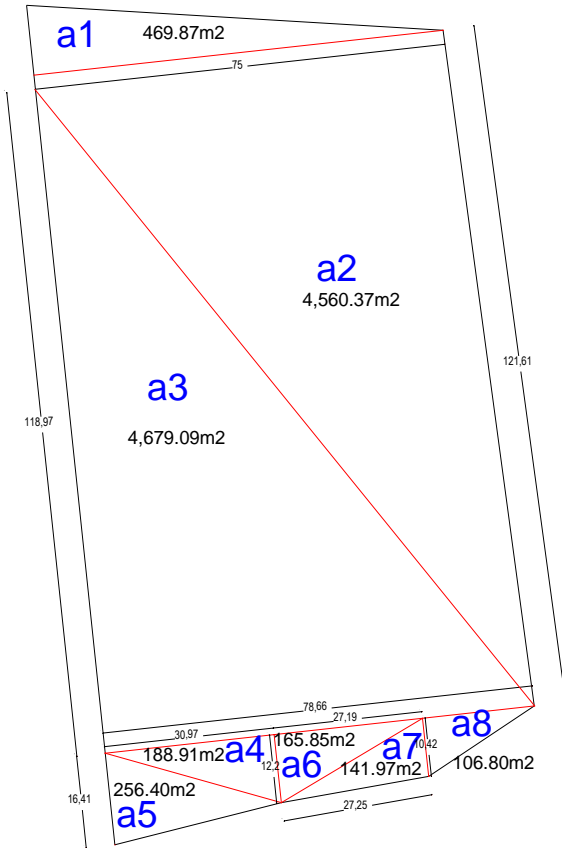 a1
469.87m2
75
a2
4,560.37m2
121,61
a3
118,97
4,679.09m2
78,66
27,19
30,97
188.91m2
a4
165.85m2
12,2
a6
a7
141.97m2
10,42
a8
106.80m2
16,41
256.40m2
a5
27,25